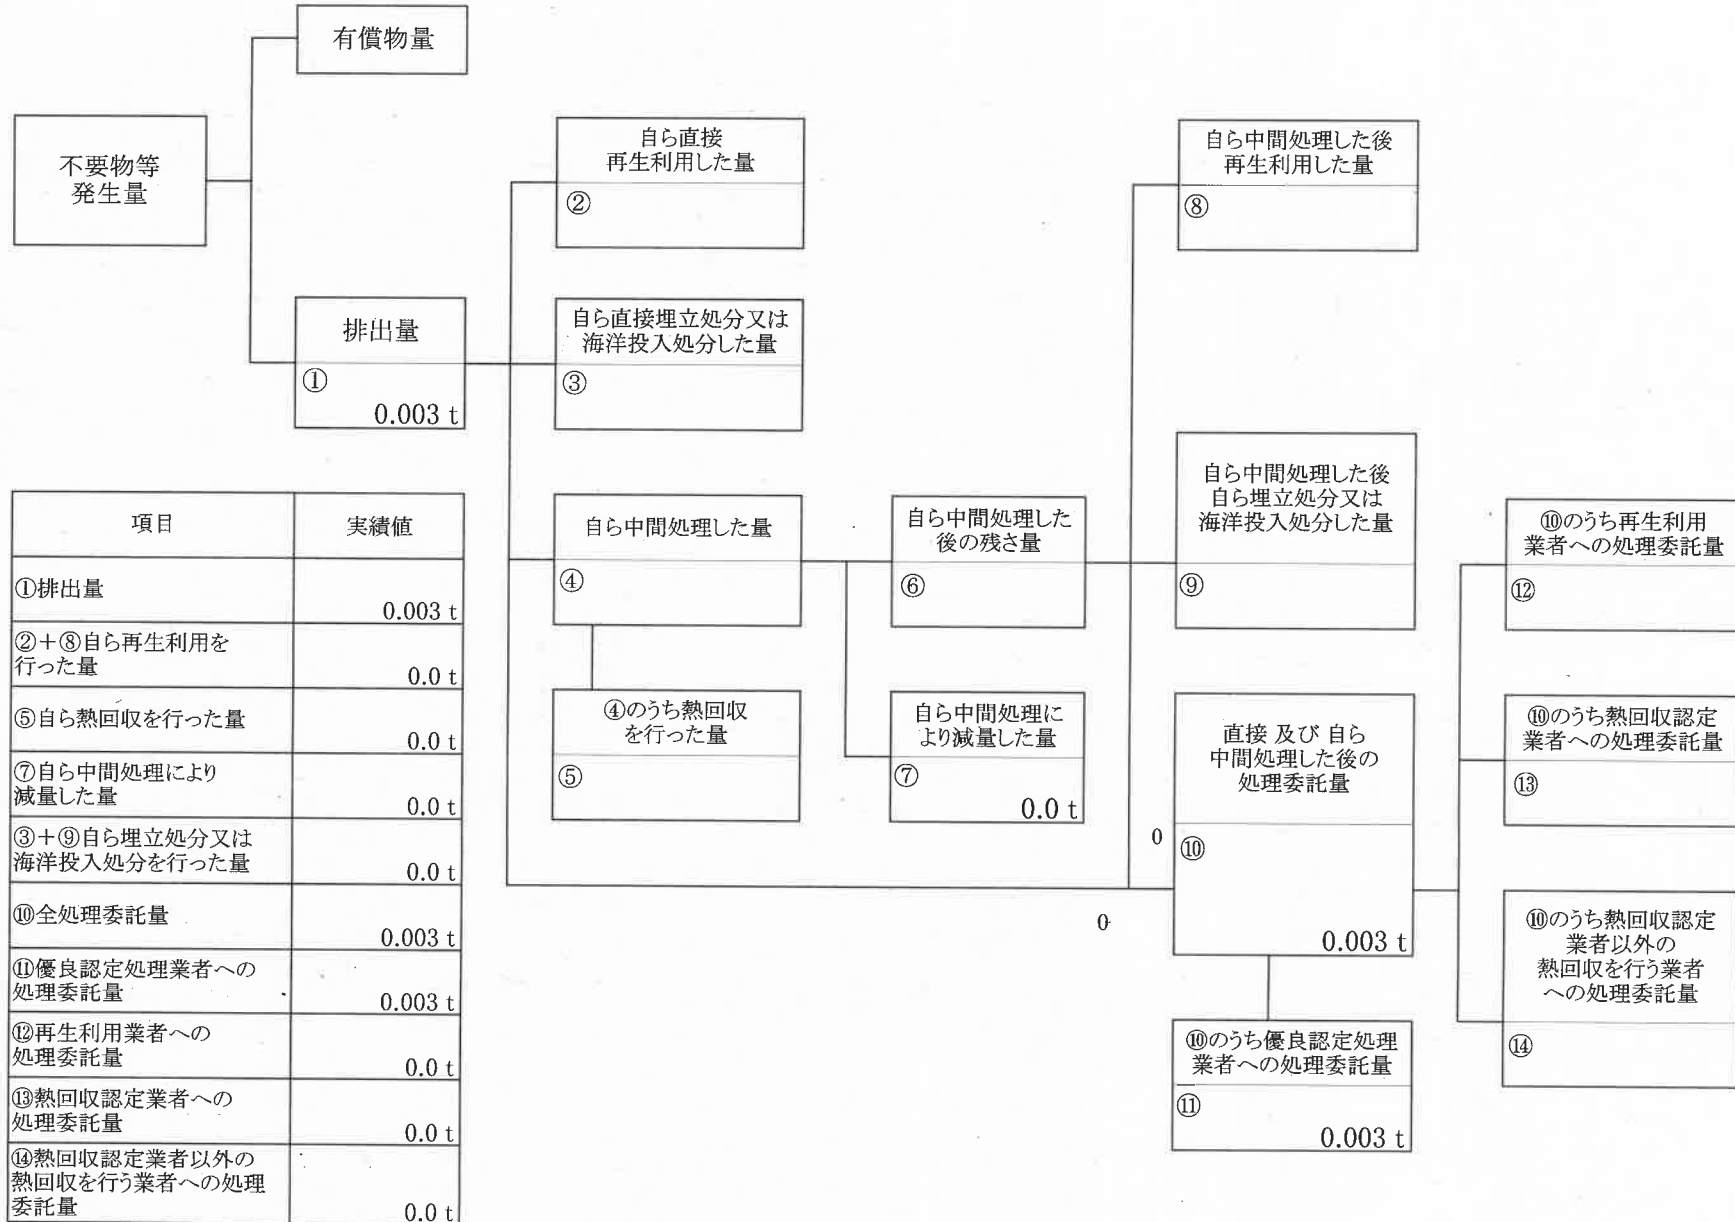 有償物量
不要物等
発生量
排出量
①
0.003 t
自ら直接
再生利用した量
②
自ら直接埋立処分又は
海洋投入処分した量
③
自ら中間処理した量
④
④のうち熱回収
を行った量
⑤
自ら中間処理した
後の残さ量
⑥
自ら中間処理に
より減量した量
⑦
0.0 t
自ら中間処理した後
再生利用した量
⑧
自ら中間処理した後
自ら埋立処分又は
海洋投入処分した量
⑨
直接 及び 自ら
中間処理した後の
処理委託量
0
⑩
0
0.003 t
⑩のうち優良認定処理
業者への処理委託量
⑪
0.003 t
⑩のうち再生利用
業者への処理委託量
⑫
⑩のうち熱回収認定
業者への処理委託量
⑬
⑩のうち熱回収認定
業者以外の
熱回収を行う業者
への処理委託量
⑭
項目 実績値
①排出量
0.003 t
②+⑧自ら再生利用を
行った量
0.0 t
⑤自ら熱回収を行った量
0.0 t
⑦自ら中間処理により
減量した量
0.0 t
③+⑨自ら埋立処分又は
海洋投入処分を行った量
0.0 t
⑩全処理委託量
0.003 t
⑪優良認定処理業者への
処理委託量
0.003 t
⑫再生利用業者への
処理委託量
0.0 t
⑬熱回収認定業者への
処理委託量
0.0 t
⑭熱回収認定業者以外の
熱回収を行う業者への処理
委託量
0.0 t